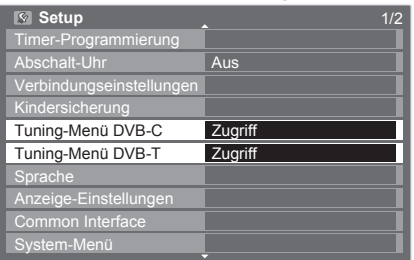 Setup 1/2
Timer-Programmierung
Abschalt-Uhr Aus
Verbindungseinstellungen
Kindersicherung
Tuning-Menü DVB-C Zugriff
Tuning-Menü DVB-T Zugriff
Sprache
Anzeige-Einstellungen
Common Interface
System-Menü